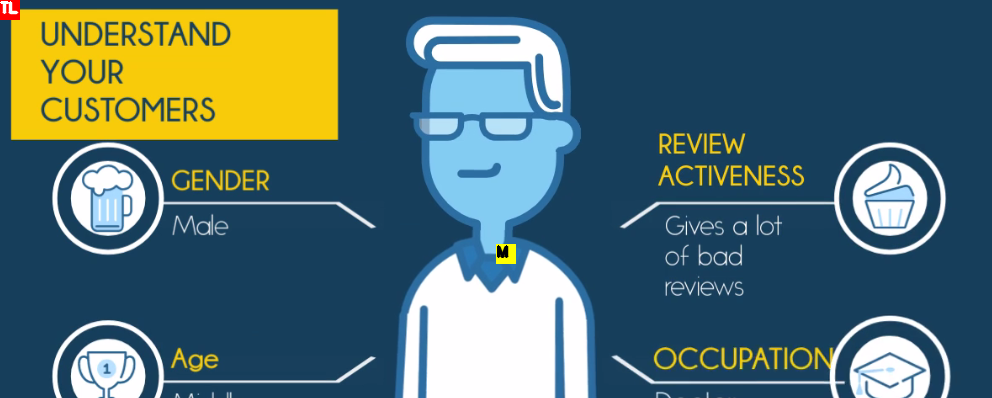 TL
UNDERSTAND
YOUR
CUSTOMERS
GENDER
Male
REVIEW
ACTIVENESS
Gives a lot
of bad
reviews
M
Age
1
OCCUPATION